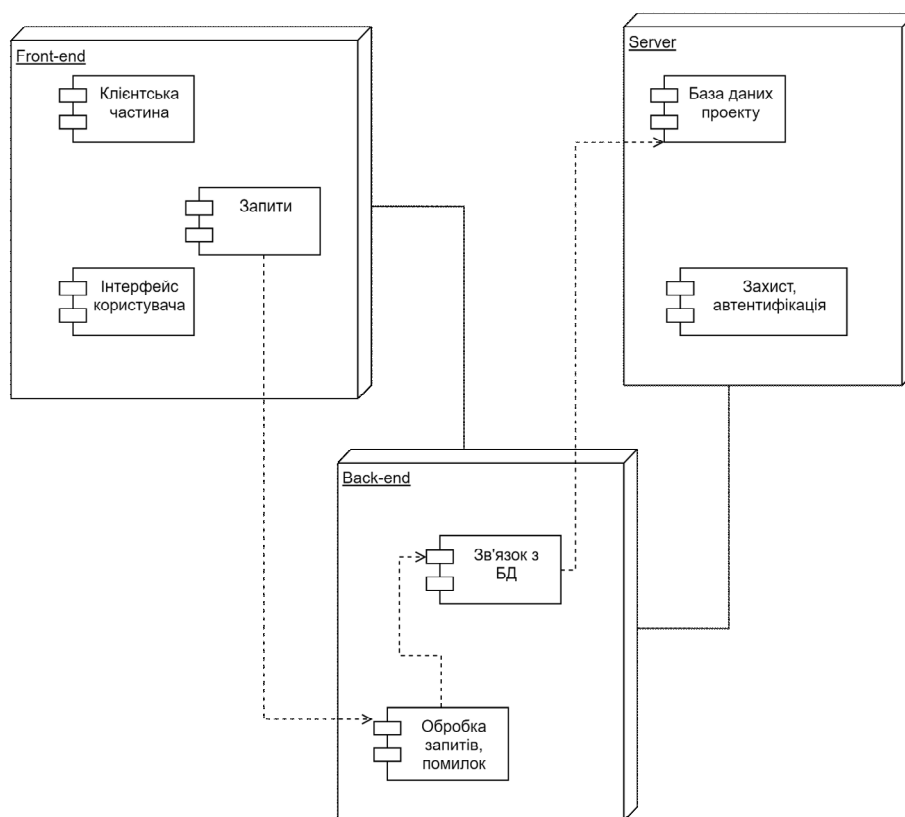 Front-end
Клієнтська
частина
Запити
Інтерфейс
користувача
Server
База даних
проекту
Захист,
автентифікація
Back-end
Зв'язок з
БД
Обробка
запитів,
помилок